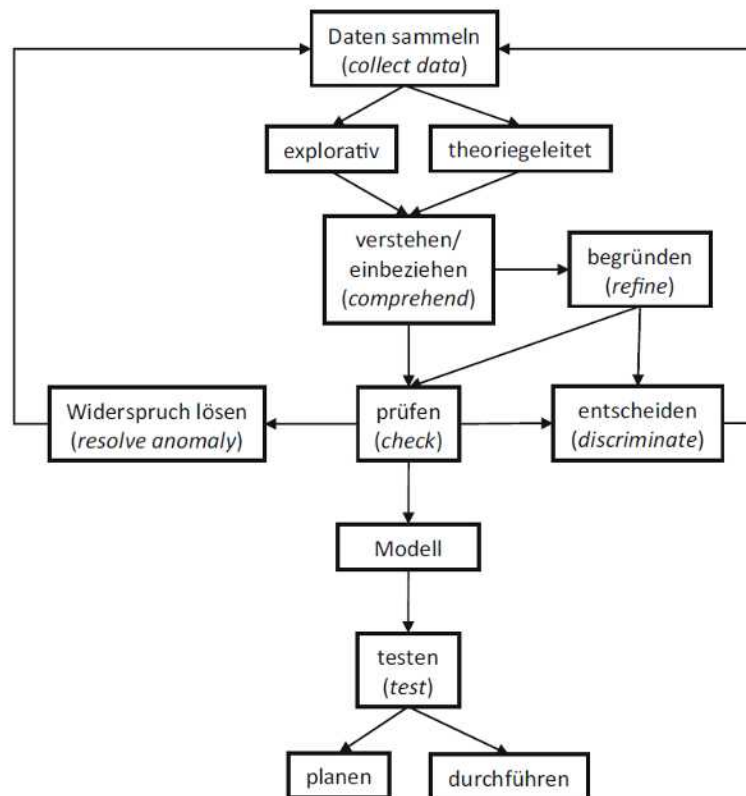 Daten sammeln
(collect data)
explorativ
theoriegeleitet
verstehen/
einbeziehen
(comprehend)
begründen
(refine)
Widerspruch lösen
(resolve anomaly)
prüfen
(check)
entscheiden
(discriminate)
Modell
testen
(test)
planen
durchführen